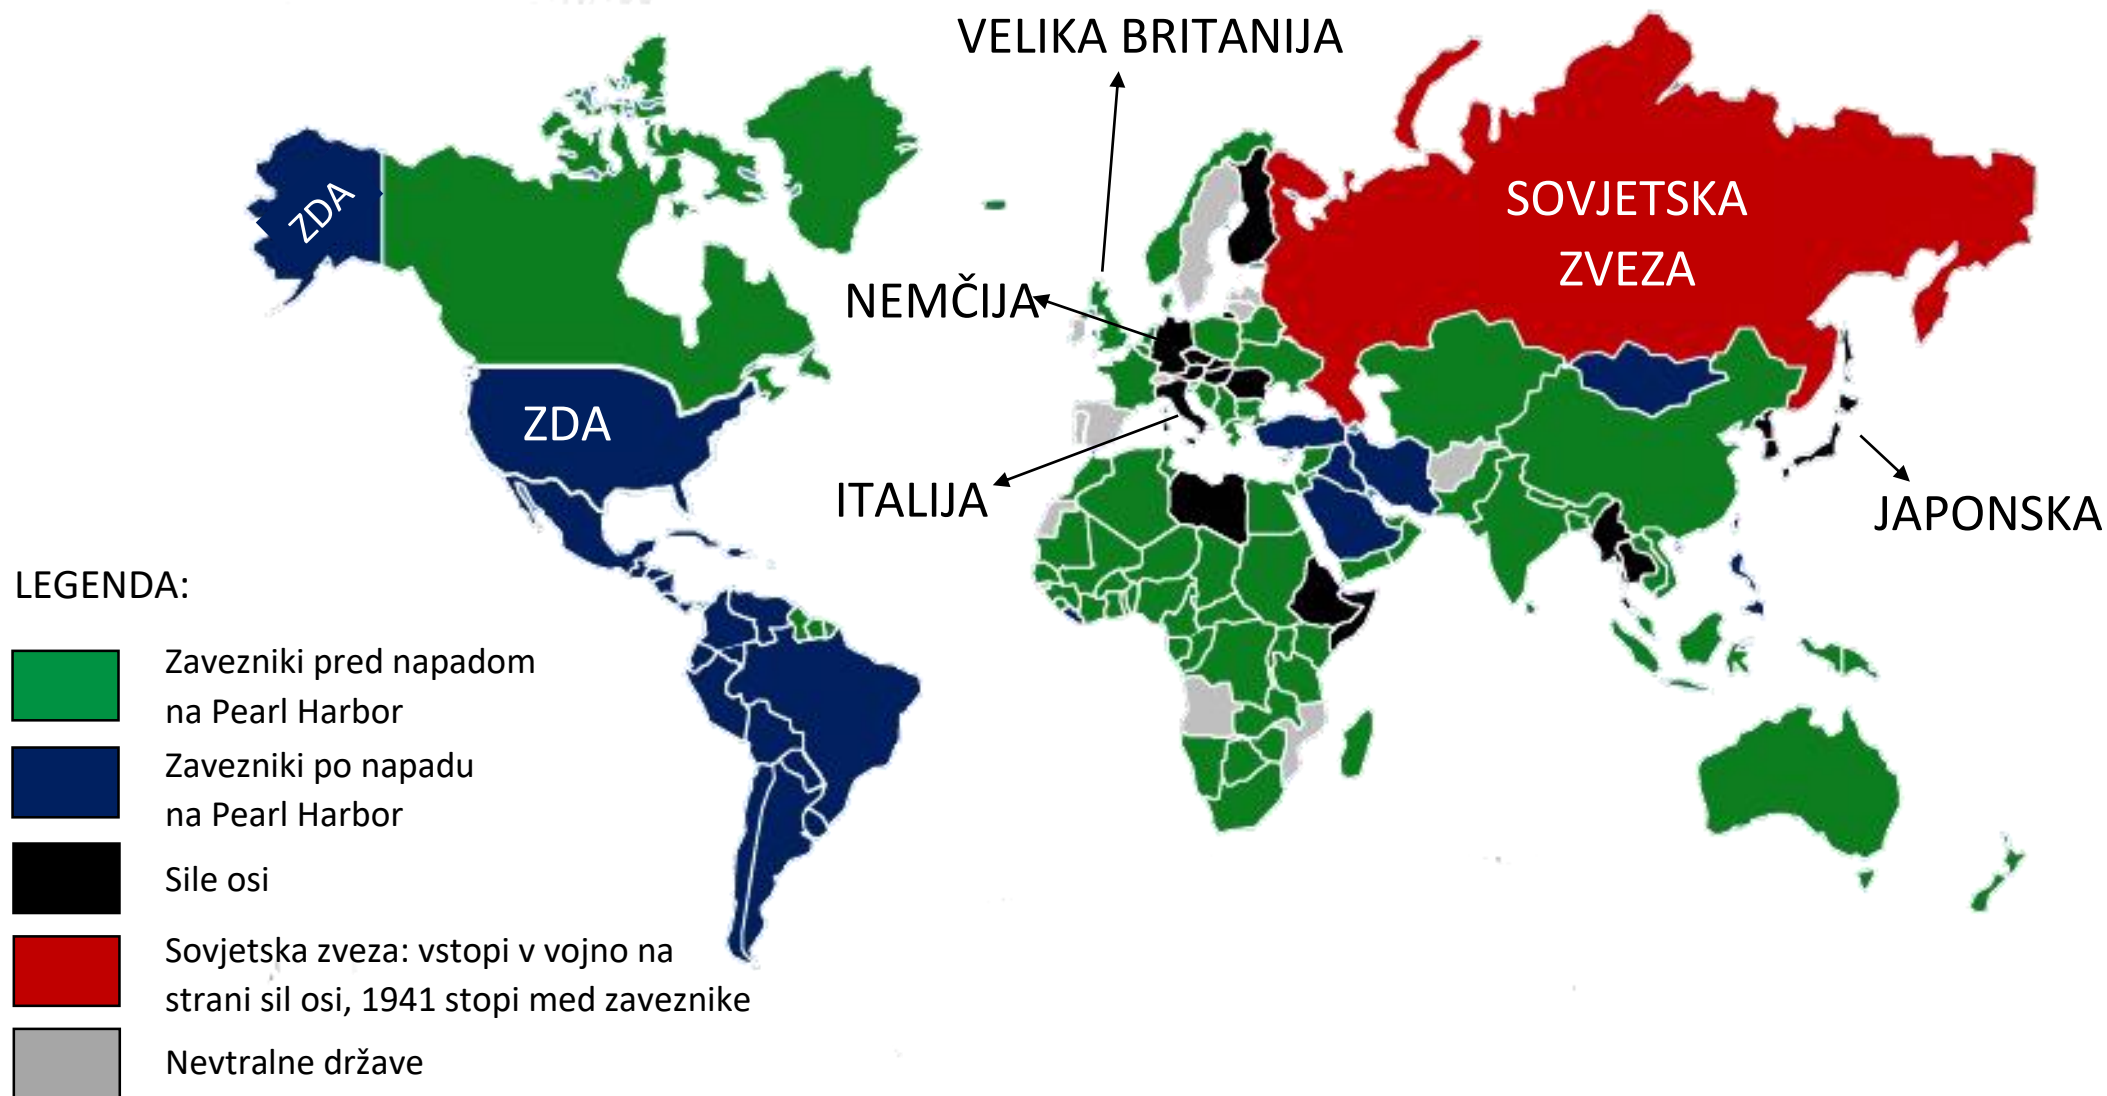 VELIKA BRITANIJA
ZDA
SOVJETSKA
ZVEZA
NEMČIJA
ZDA
ITALIJA
JAPONSKA
LEGENDA:
Zavezniki pred napadom
na Pearl Harbor
Zavezniki po napadu
na Pearl Harbor
Sile osi
Sovjetska zveza: vstopi v vojno na
strani sil osi, 1941 stopi med zaveznike
Nevtralne države